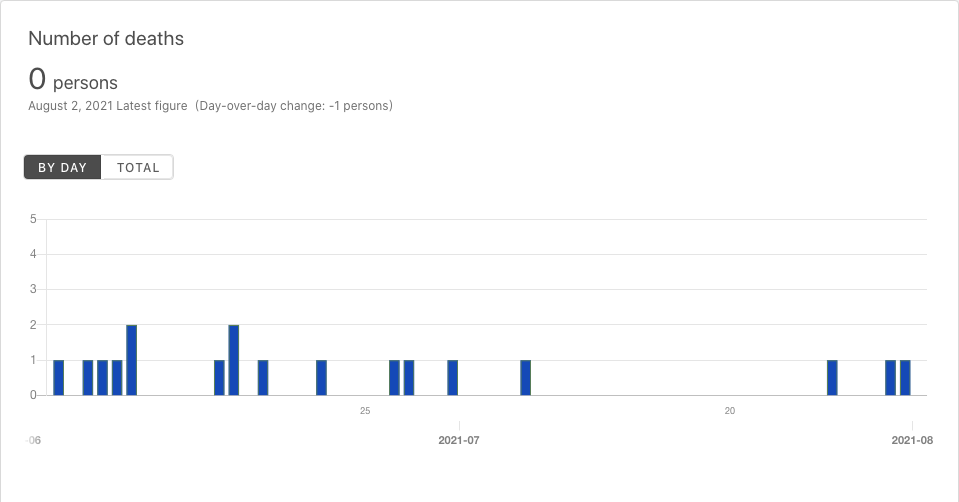 Number of deaths
0 persons
August 2, 2021 Latest figure (Day-over-day change: -1 persons)
BY DAY TOTAL
5
4
3
2
1
0
25 20
-06 2021-07 2021-08